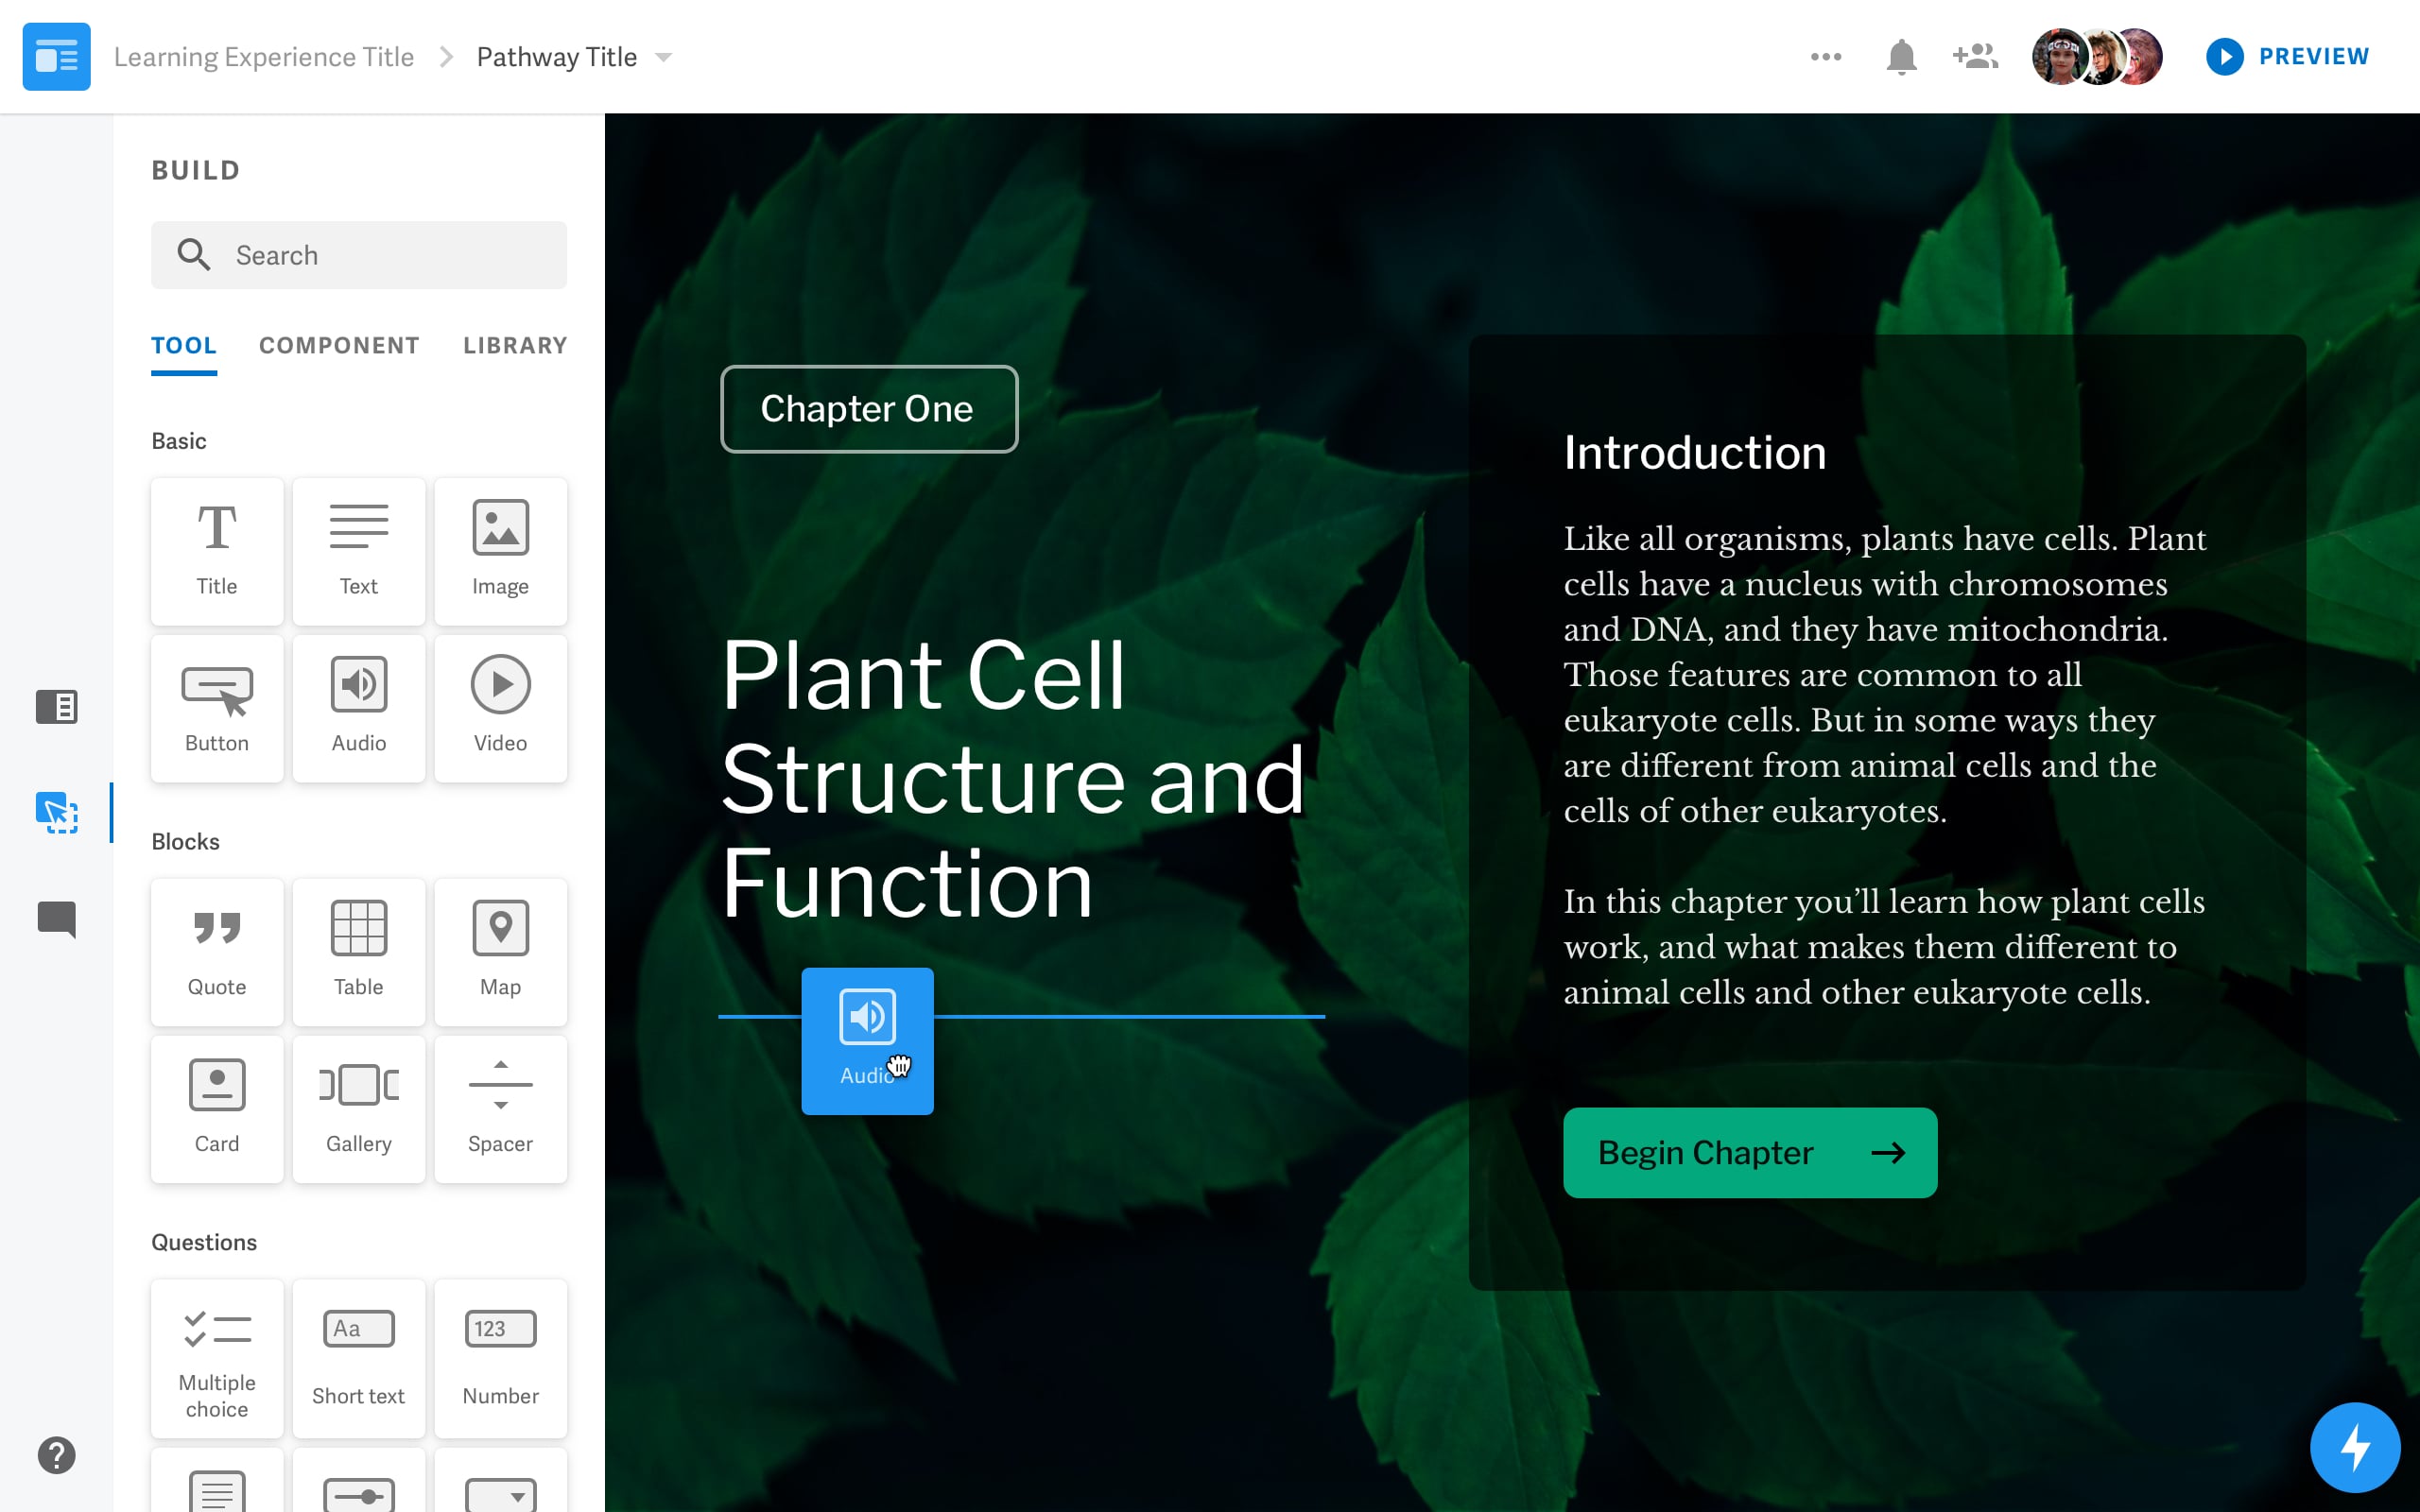 Learning Experience Title
Pathway Title
PREVIEW
BUILD
Search
TOOL COMPONENT LIBRARY
Basic
Title
Text
Image
Button
Audio
Video
Blocks
Quote
Table
Map
Card
Gallery
Spacer
Questions
Aa
123
Multiple
choice
Short text
Number
Chapter One
Plant Cell
Structure and
Function
Audio
Introduction
Like all organisms, plants have cells. Plant
cells have a nucleus with chromosomes
and DNA, and they have mitochondria.
Those features are common to all
eukaryote cells. But in some ways they
are different from animal cells and the
cells of other eukaryotes.
In this chapter you’ll learn how plant cells
work, and what makes them different to
animal cells and other eukaryote cells.
Begin Chapter